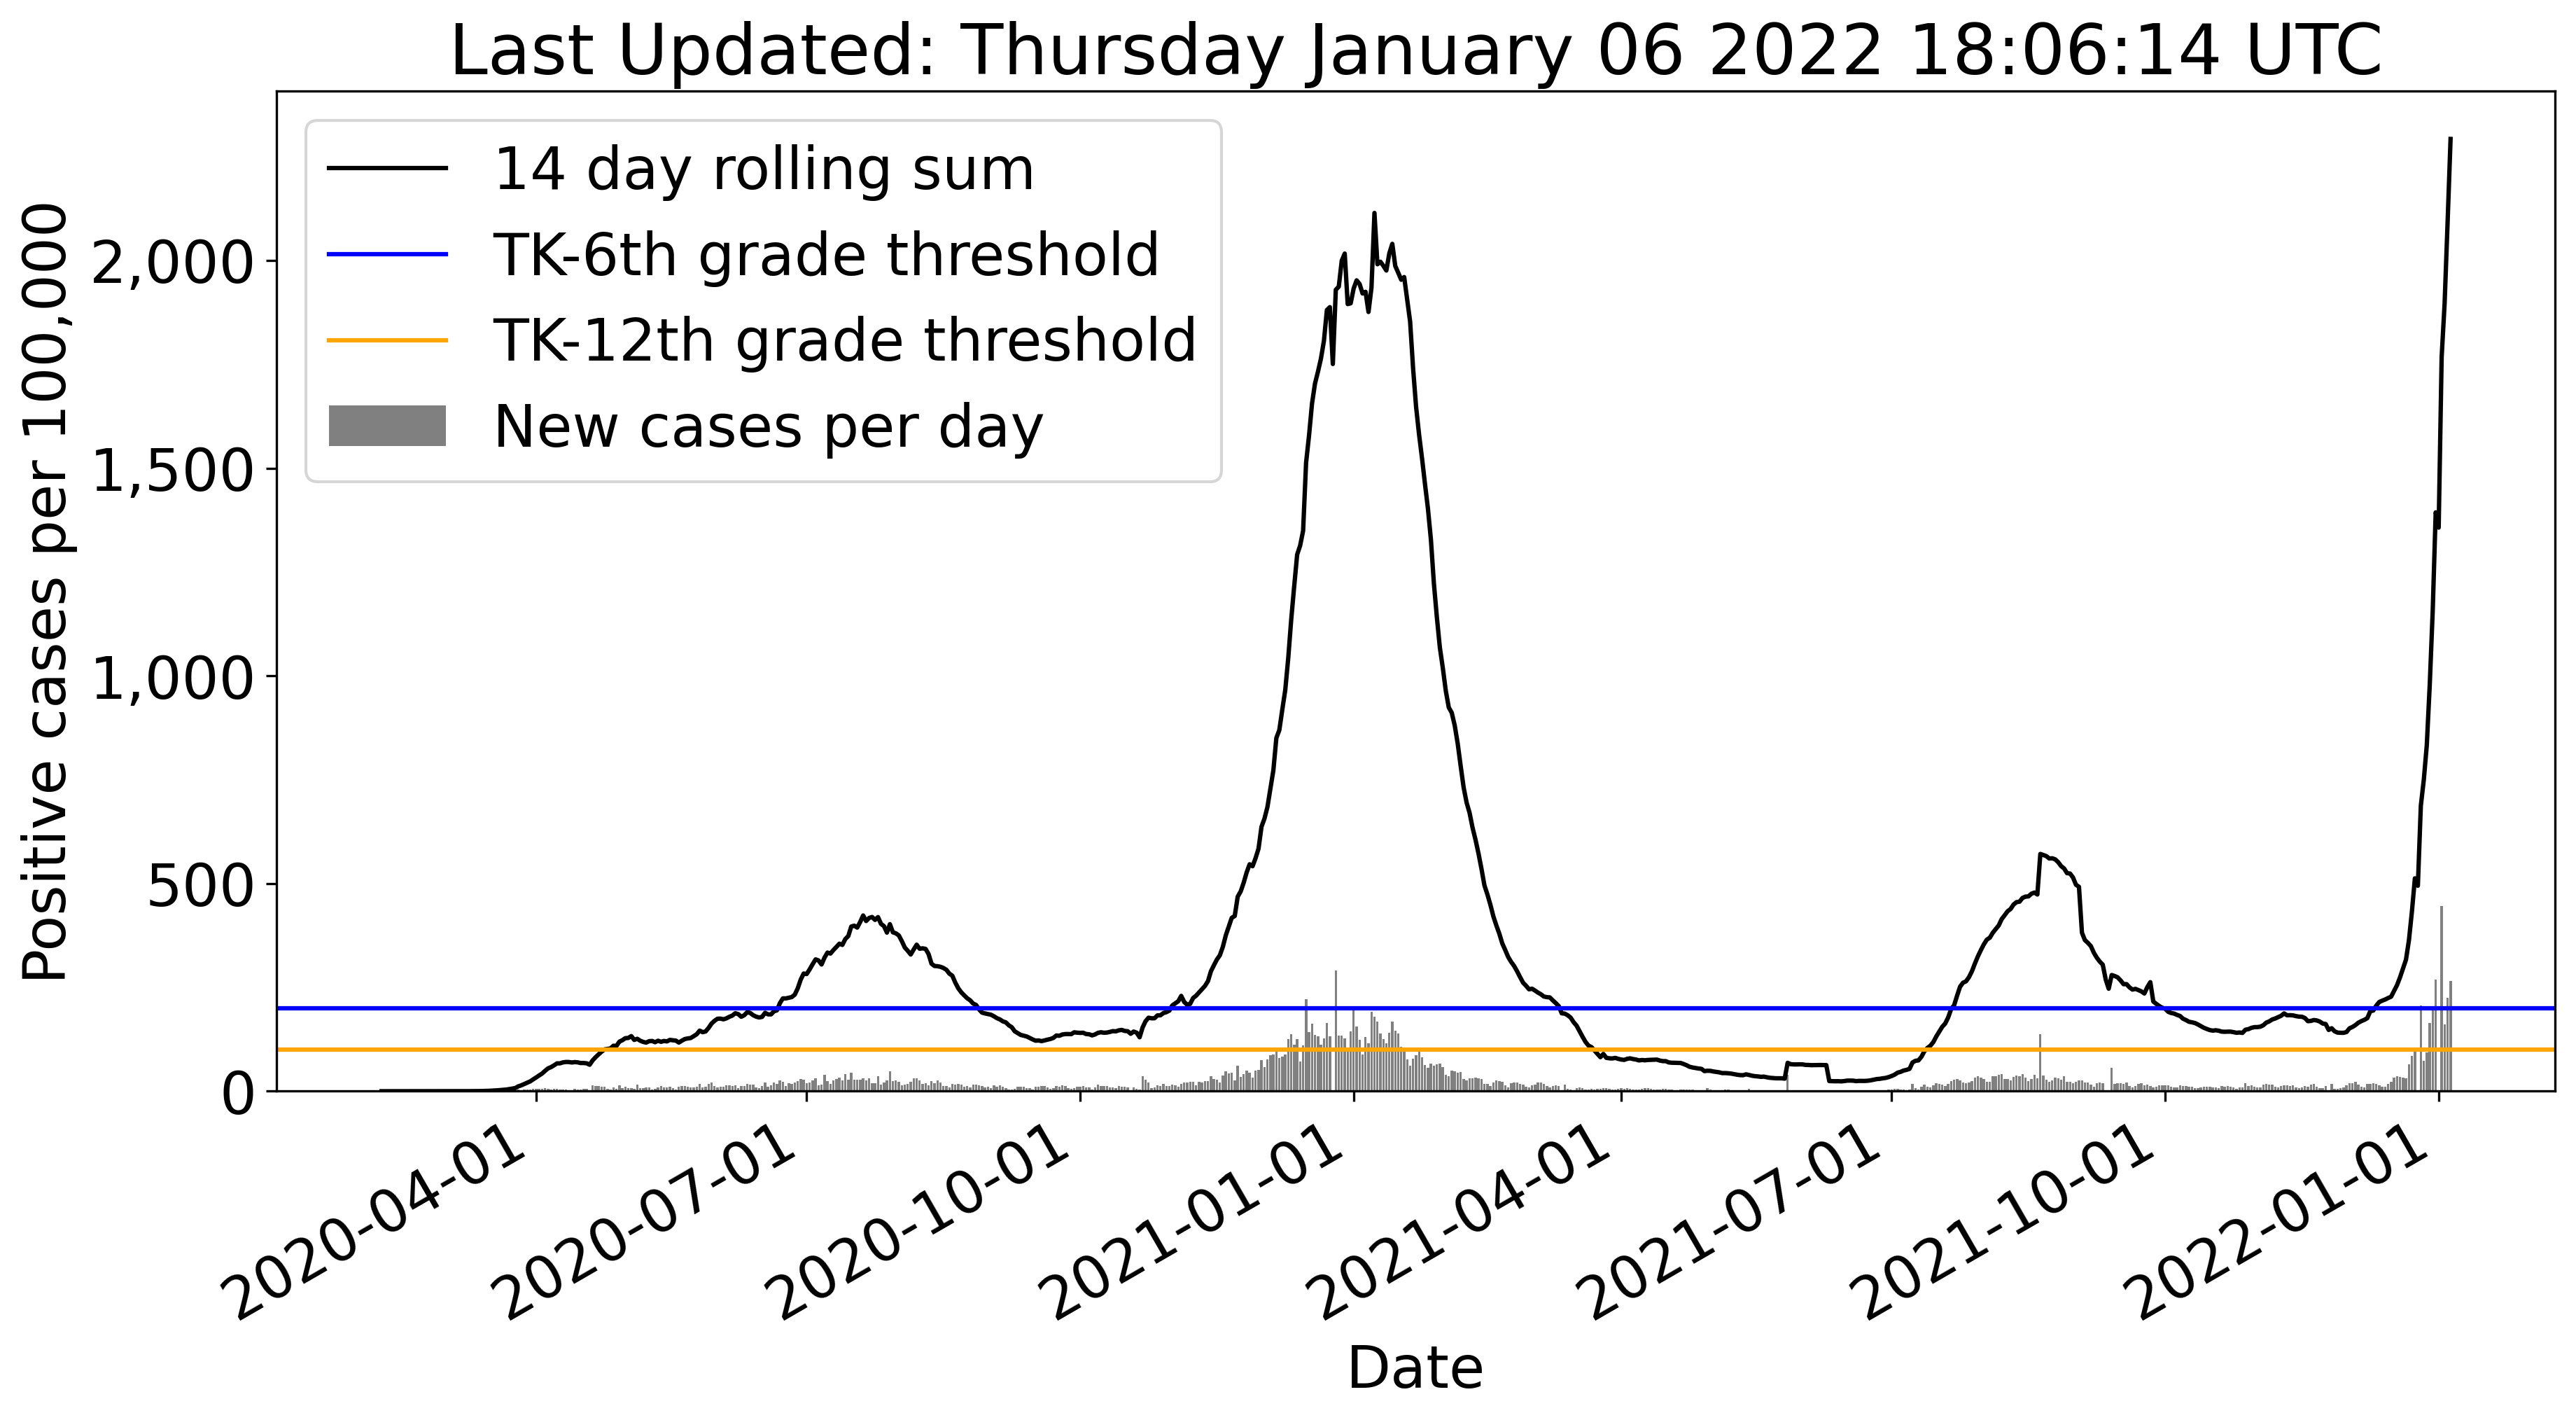 Last Updated: Thursday January 06 2022 18:06:14 UTC
14 day rolling sum
TK-6th grade threshold
TK-12th grade threshold
New cases per day
Positive cases per 100,000
2,000
1,500
1,000
500
0
2020-04-01
2020-07-01
2020-10-01
2021-01-01
2021-04-01
2021-07-01
2021-10-01
2022-01-01
Date